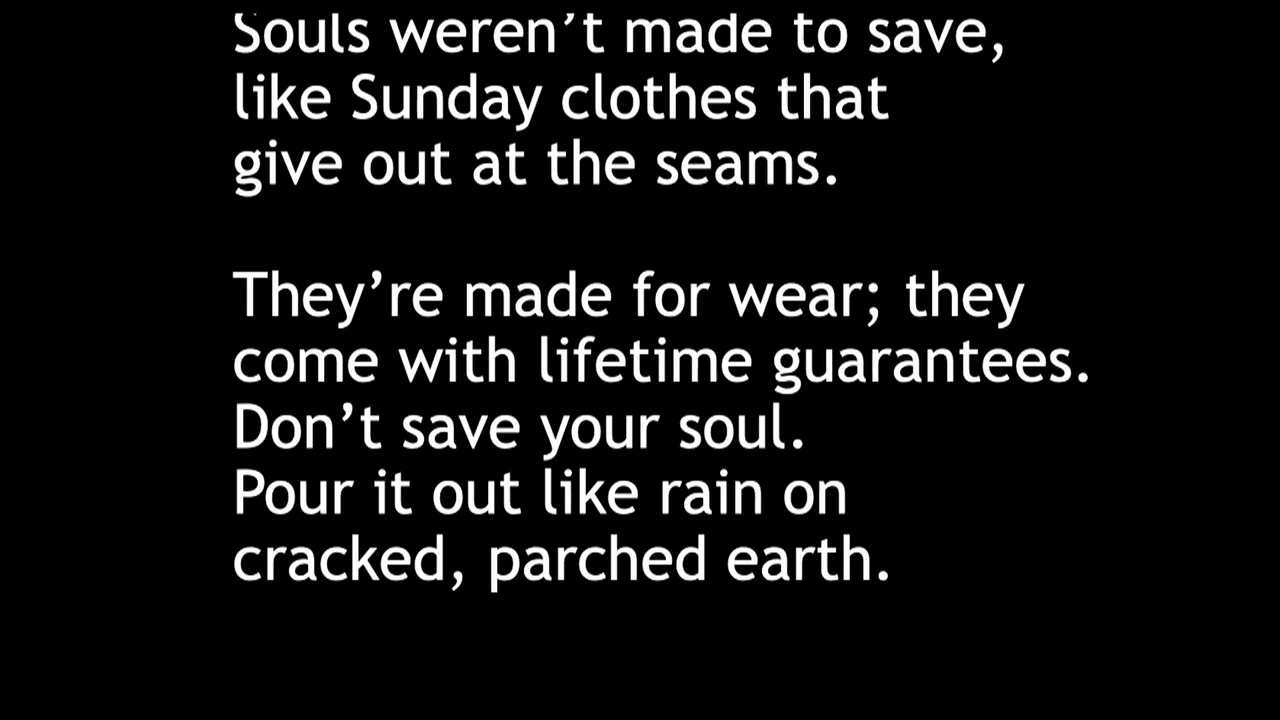 Souls weren’t made to save,
like Sunday clothes that
give out at the seams.
They’re made for wear; they
come with lifetime guarantees.
Don’t save your soul.
Pour it out like rain on
cracked, parched earth.